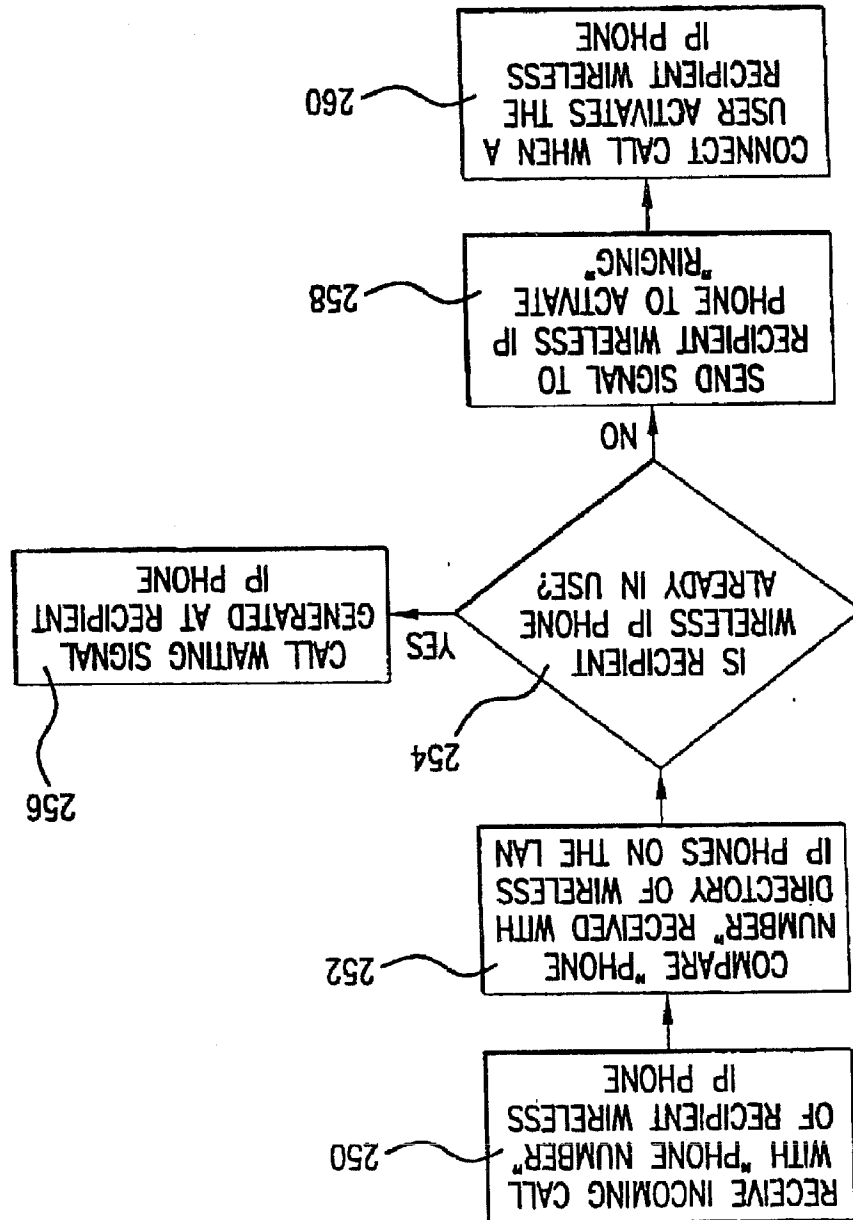 RECEIVE INCOMING CALL
WITH "PHONE NUMBER"
OF RECIPIENT WIRELESS
IP PHONE
250
COMPARE "PHONE
NUMBER" RECEIVED WITH
DIRECTORY OF WIRELESS
IP PHONES ON THE LAN
252
IS RECIPIENT
WIRELESS IP PHONE
ALREADY IN USE?
254
YES
CALL WAITING SIGNAL
GENERATED AT RECIPIENT
IP PHONE
256
NO
SEND SIGNAL TO
RECIPIENT WIRELESS IP
PHONE TO ACTIVATE
"RINGING"
258
CONNECT CALL WHEN A
USER ACTIVATES THE
RECIPIENT WIRELESS
IP PHONE
260